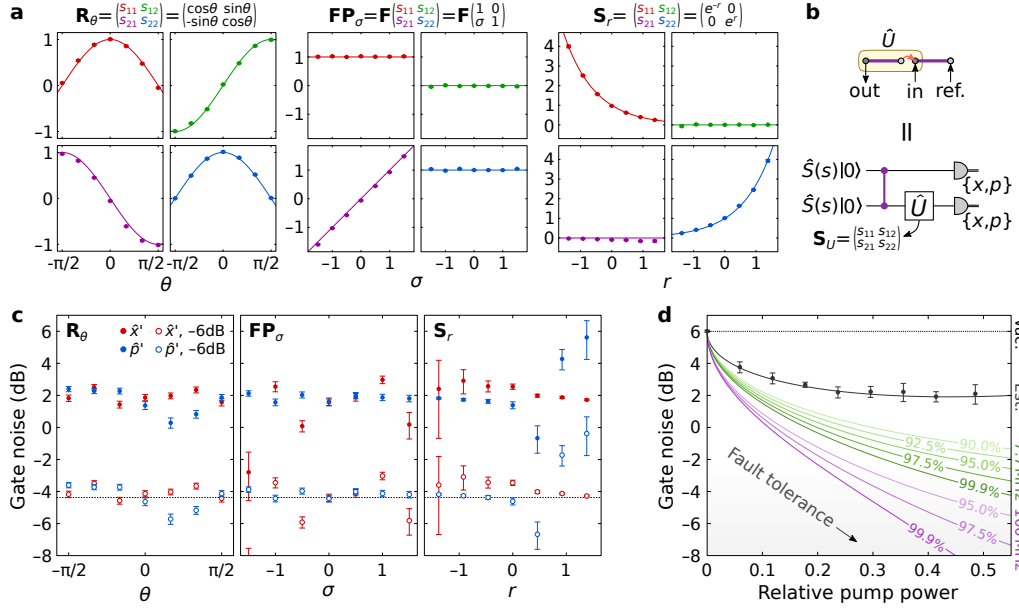 a
R_θ=(s₁₁ s₁₂ s₂₁ s₂₂)=(cosθ sinθ -sinθ cosθ)
FP_σ=F(s₁₁ s₁₂ s₂₁ s₂₂)=F(1 0 σ 1)
S_r=(s₁₁ s₁₂ s₂₁ s₂₂)=(e⁻ʳ 0 0 eʳ)
1
0
−1
1
0
−1
-π/2 0 π/2
-π/2 0 π/2
θ
1
0
−1
1
0
−1
−1 0 1
−1 0 1
σ
4
3
2
1
0
4
3
2
1
0
−1 0 1
−1 0 1
r
b
Û
out in ref.
=
Ŝ(s)|0⟩ {x,p}
Ŝ(s)|0⟩ Û {x,p}
S_U=(s₁₁ s₁₂ s₂₁ s₂₂)
c
R_θ
x̂' x̂', –6dB
p̂' p̂', –6dB
FP_σ
S_r
Gate noise (dB)
6
4
2
0
−2
−4
−6
−8
−π/2 0 π/2
θ
−1 0 1
σ
−1 0 1
r
d
Gate noise (dB)
6
4
2
0
−2
−4
−6
−8
90.0%
92.5%
95.0%
97.5%
99.9%
95.0%
97.5%
99.9%
Fault tolerance
0 0.1 0.2 0.3 0.4 0.5
Relative pump power